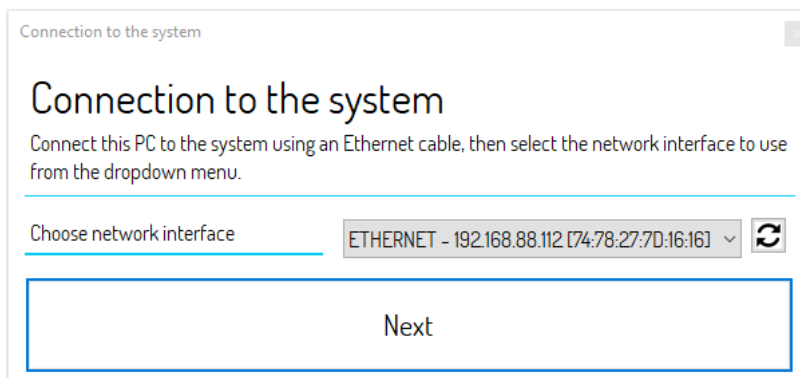 Connection to the system
Connection to the system
Connect this PC to the system using an Ethernet cable, then select the network interface to use
from the dropdown menu.
Choose network interface
ETHERNET - 192.168.88.112 [74:78:27:7D:16:16]
Next